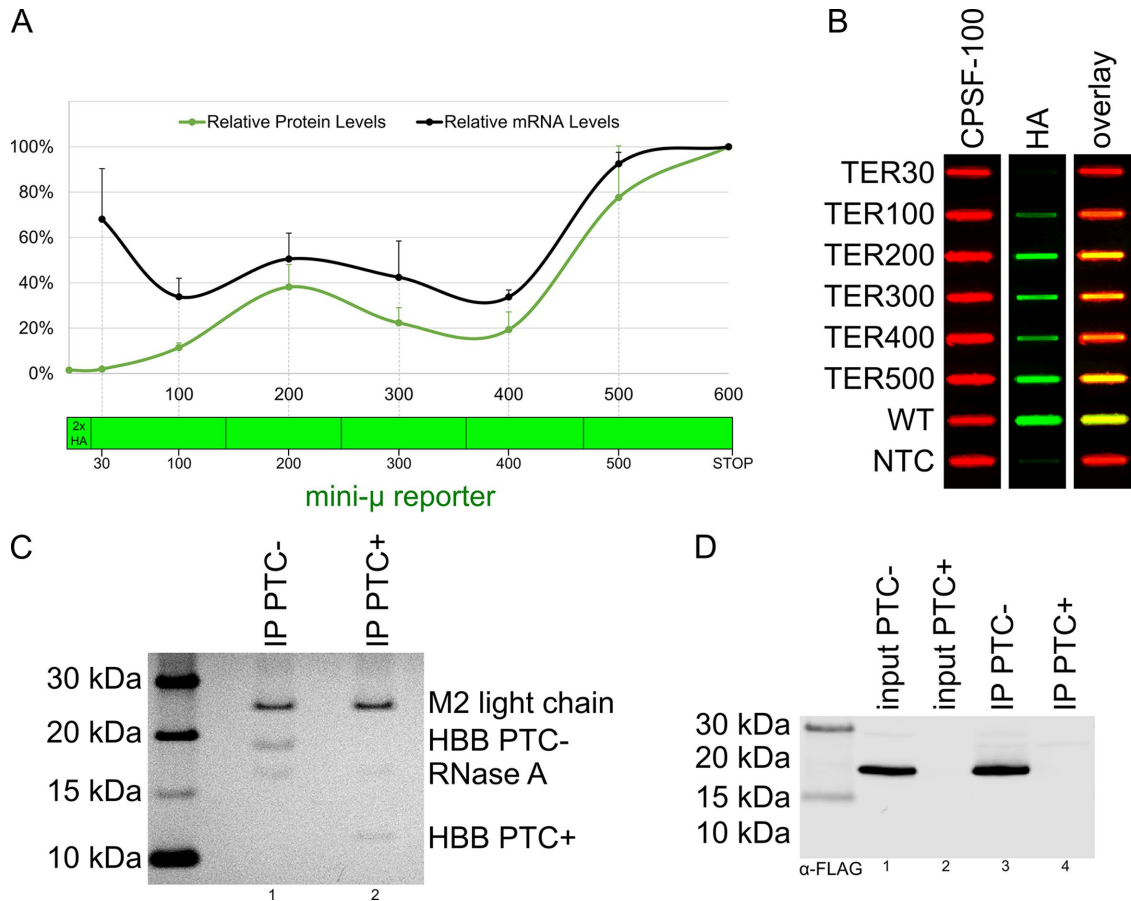 A
Relative Protein Levels
Relative mRNA Levels
100%
80%
60%
40%
20%
0%
100 200 300 400 500 600
2x
HA
30 100 200 300 400 500 STOP
mini-µ reporter
B
CPSF-100
HA
overlay
TER30
TER100
TER200
TER300
TER400
TER500
WT
NTC
C
IP PTC-
IP PTC+
30 kDa
20 kDa
15 kDa
10 kDa
M2 light chain
HBB PTC-
RNase A
HBB PTC+
1 2
D
input PTC-
input PTC+
IP PTC-
IP PTC+
30 kDa
20 kDa
15 kDa
10 kDa
α-FLAG 1 2 3 4